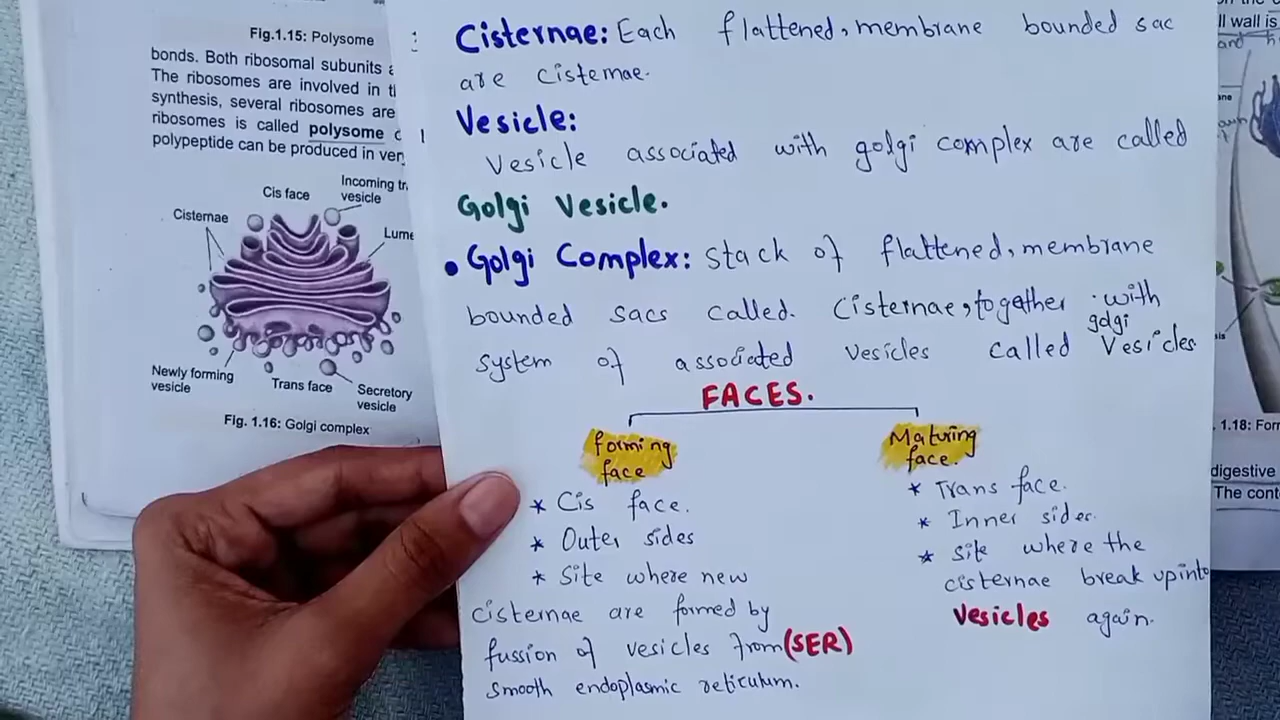 Fig.1.15: Polysome
bonds. Both ribosomal subunits
The ribosomes are involved in
synthesis, several ribosomes are
ribosomes is called polysome
polypeptide can be produced in
Cis face
Incoming
vesicle
Cisternae
Newly forming
vesicle
Trans face
Secretory
vesicle
Fig. 1.16: Golgi complex
Cisternae: Each flattened, membrane bounded sac
are cisternae.
Vesicle:
Vesicle associated with golgi complex are called
Golgi Vesicle.
• Golgi Complex: Stack of flattened, membrane
bounded sacs called. Cisternae, together with
golgi
system of associated vesicles called Vesicles
FACES.
forming
face
* Cis face.
* Outer sides
* Site where new
cisternae are formed by
fussion of vesicles from (SER)
smooth endoplasmic reticulum.
Maturing
face.
* Trans face.
* Inner sides.
* Site where the
cisternae break up into
Vesicles again.
ll wall is
1.18:
digestive
The